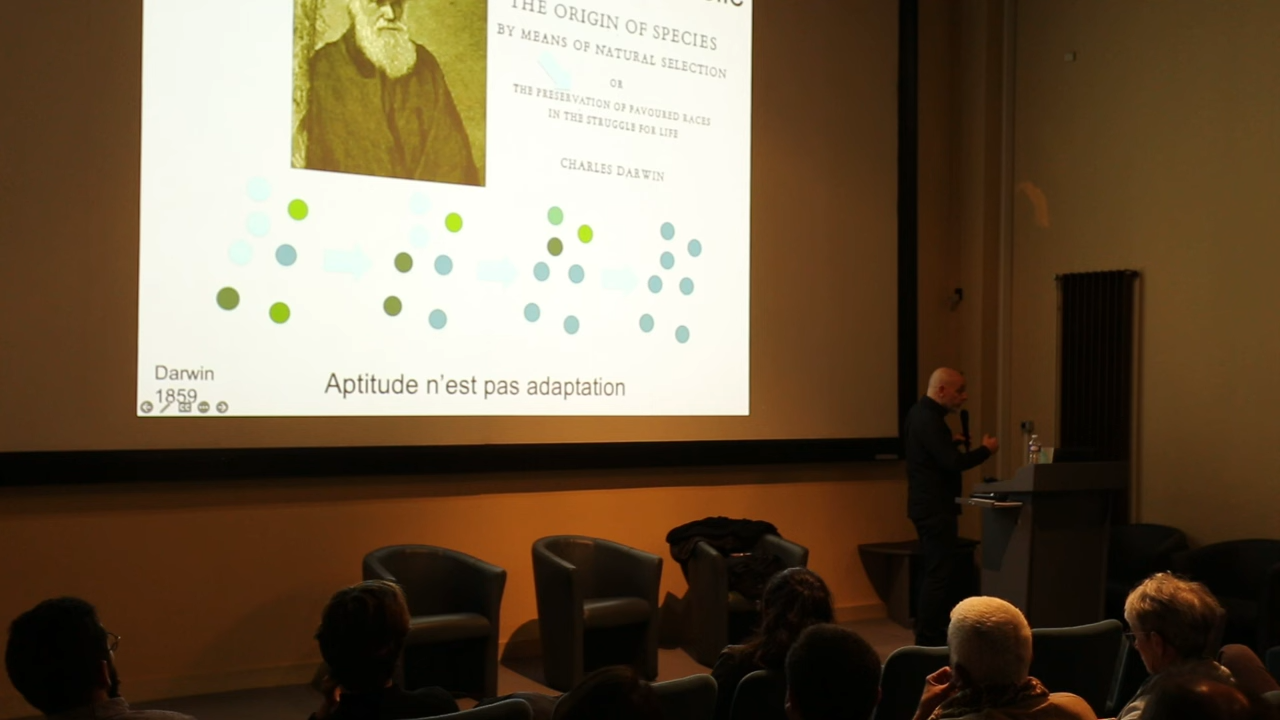 THE ORIGIN OF SPECIES
BY MEANS OF NATURAL SELECTION
OR
THE PRESERVATION OF FAVOURED RACES
IN THE STRUGGLE FOR LIFE
CHARLES DARWIN
Darwin
1859
Aptitude n'est pas adaptation